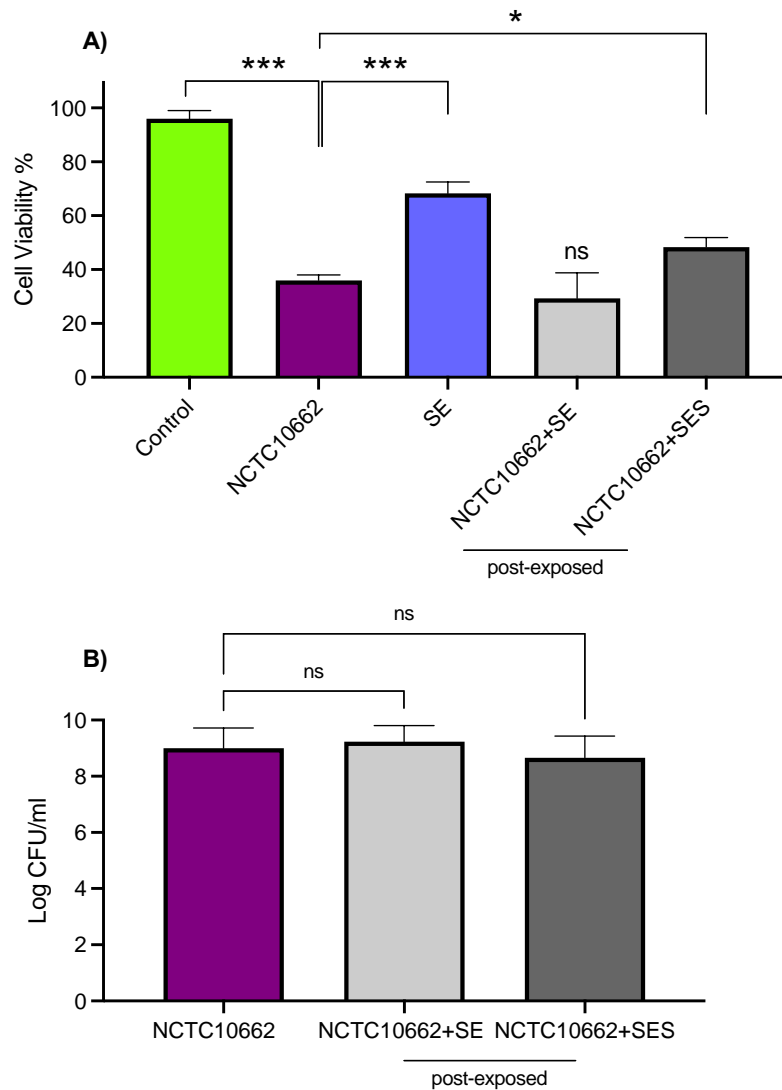 A)
*
***
***
Cell Viability %
100
80
60
40
20
0
ns
Control
NCTC10662
SE
NCTC10662+SE
NCTC10662+SES
post-exposed
B)
ns
ns
Log CFU/ml
10
8
6
4
2
0
NCTC10662
NCTC10662+SE
NCTC10662+SES
post-exposed